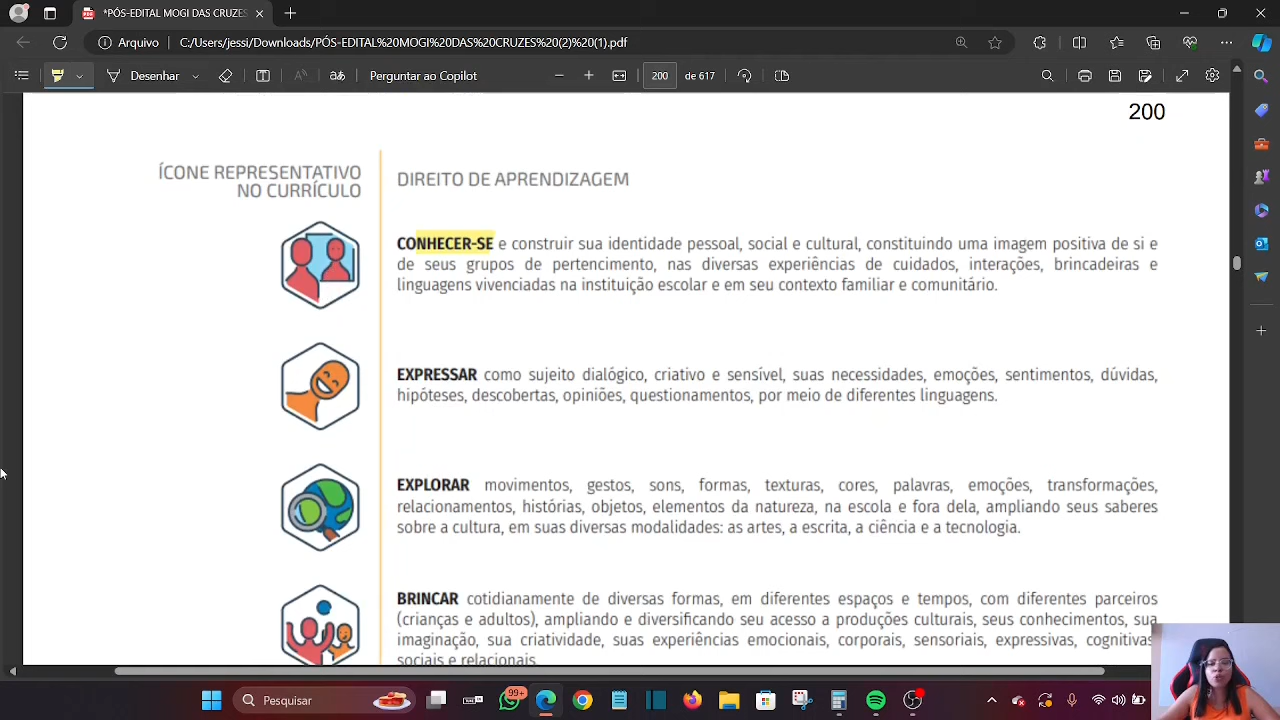 *PÓS-EDITAL MOGI DAS CRUZES
Arquivo
C:/Users/jessi/Downloads/PÓS-EDITAL%20MOGI%20DAS%20CRUZES%20(2)%20(1).pdf
Desenhar
Perguntar ao Copilot
200 de 617
200
ÍCONE REPRESENTATIVO
NO CURRÍCULO
DIREITO DE APRENDIZAGEM
CONHECER-SE e construir sua identidade pessoal, social e cultural, constituindo uma imagem positiva de si e
de seus grupos de pertencimento, nas diversas experiências de cuidados, interações, brincadeiras e
linguagens vivenciadas na instituição escolar e em seu contexto familiar e comunitário.
EXPRESSAR como sujeito dialógico, criativo e sensível, suas necessidades, emoções, sentimentos, dúvidas,
hipóteses, descobertas, opiniões, questionamentos, por meio de diferentes linguagens.
EXPLORAR movimentos, gestos, sons, formas, texturas, cores, palavras, emoções, transformações,
relacionamentos, histórias, objetos, elementos da natureza, na escola e fora dela, ampliando seus saberes
sobre a cultura, em suas diversas modalidades: as artes, a escrita, a ciência e a tecnologia.
BRINCAR cotidianamente de diversas formas, em diferentes espaços e tempos, com diferentes parceiros
(crianças e adultos), ampliando e diversificando seu acesso a produções culturais, seus conhecimentos, sua
imaginação, sua criatividade, suas experiências emocionais, corporais, sensoriais, expressivas, cognitivas
sociais e relacionais.
Pesquisar
99+